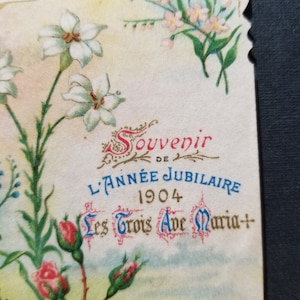 Souvenir
DE
L'ANNÉE JUBILAIRE
1904
Les Trois Ave Maria+